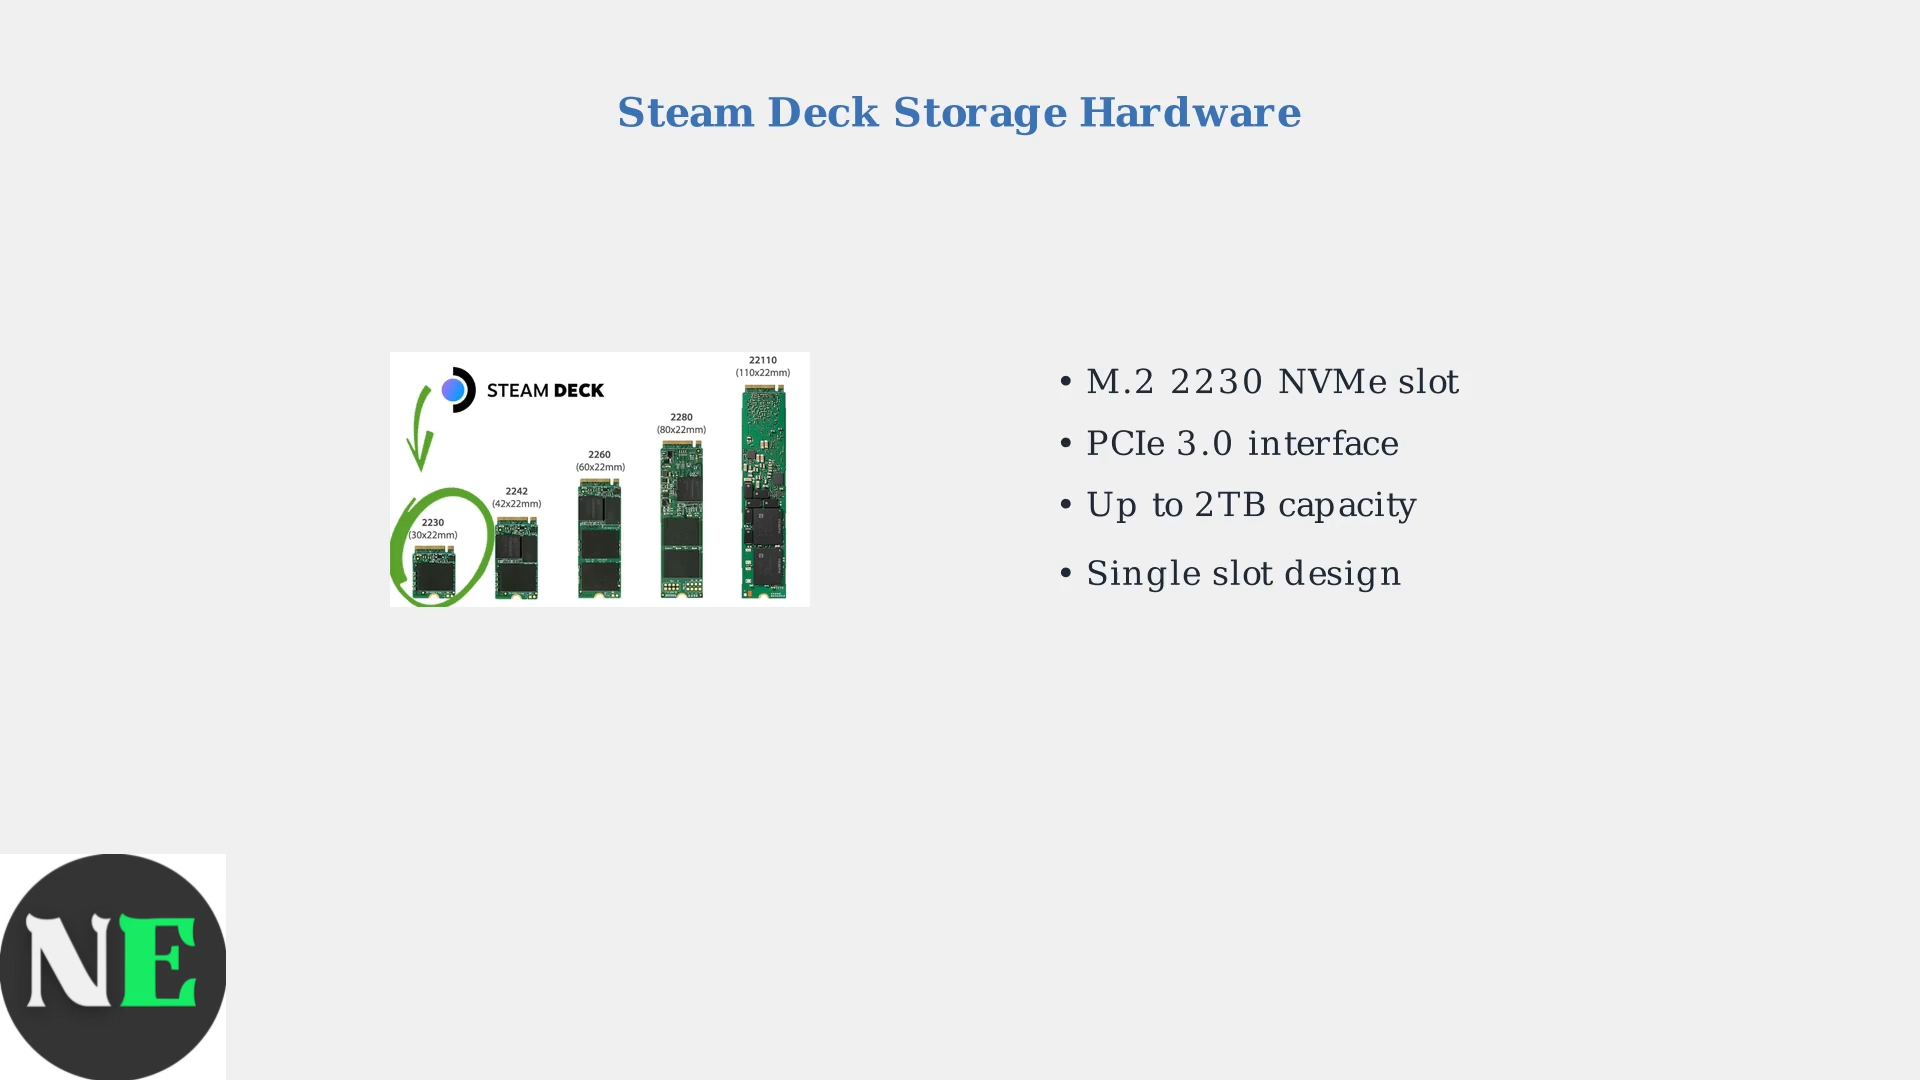 Steam Deck Storage Hardware
STEAM DECK
22110
(110x22mm)
2280
(80x22mm)
2260
(60x22mm)
2242
(42x22mm)
2230
(30x22mm)
• M.2 2230 NVMe slot
• PCIe 3.0 interface
• Up to 2TB capacity
• Single slot design
NE